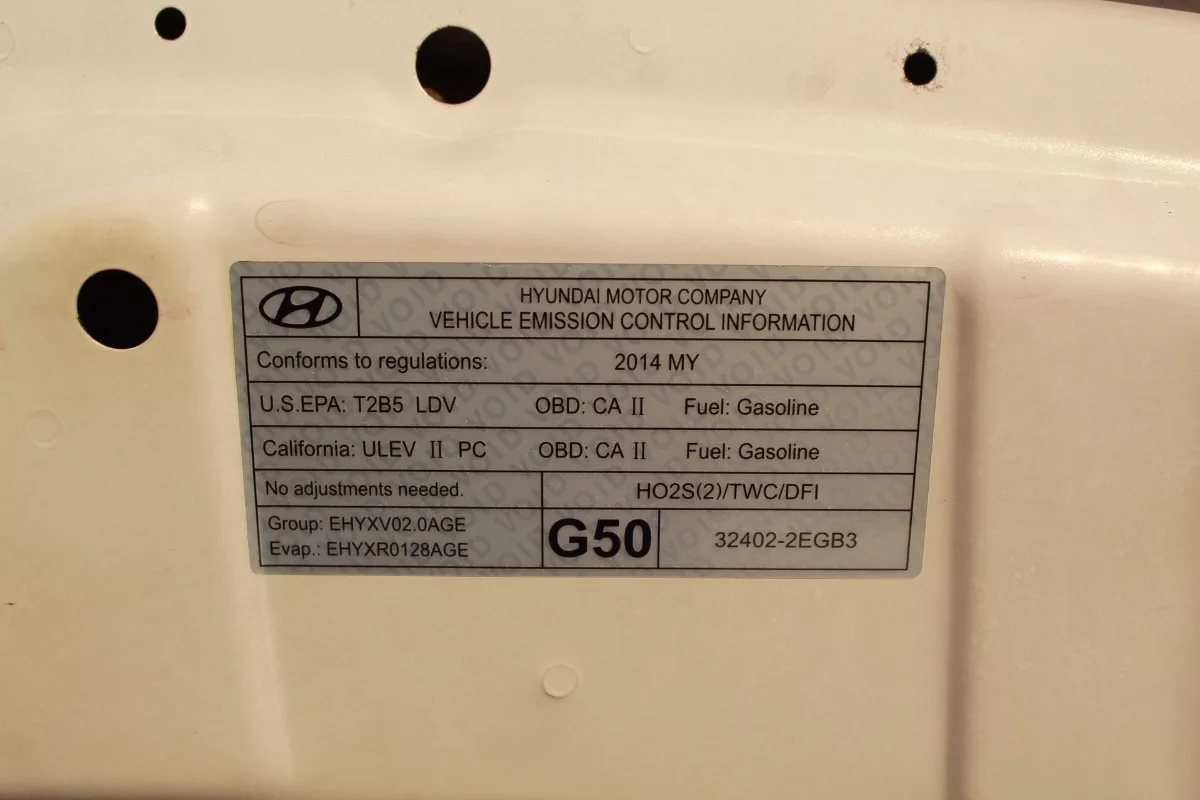 HYUNDAI MOTOR COMPANY
VEHICLE EMISSION CONTROL INFORMATION
Conforms to regulations: 2014 MY
U.S.EPA: T2B5 LDV OBD: CA II Fuel: Gasoline
California: ULEV II PC OBD: CA II Fuel: Gasoline
No adjustments needed. HO2S(2)/TWC/DFI
Group: EHYXV02.0AGE
Evap.: EHYXR0128AGE
G50
32402-2EGB3